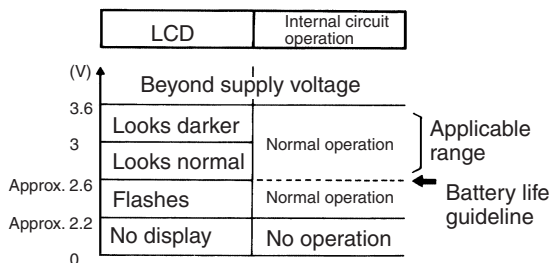 LCD
Internal circuit
operation
(V)
Beyond supply voltage
3.6
Looks darker
Normal operation
Applicable
range
3
Looks normal
Approx. 2.6
Flashes
Normal operation
Battery life
guideline
Approx. 2.2
No display
No operation
0